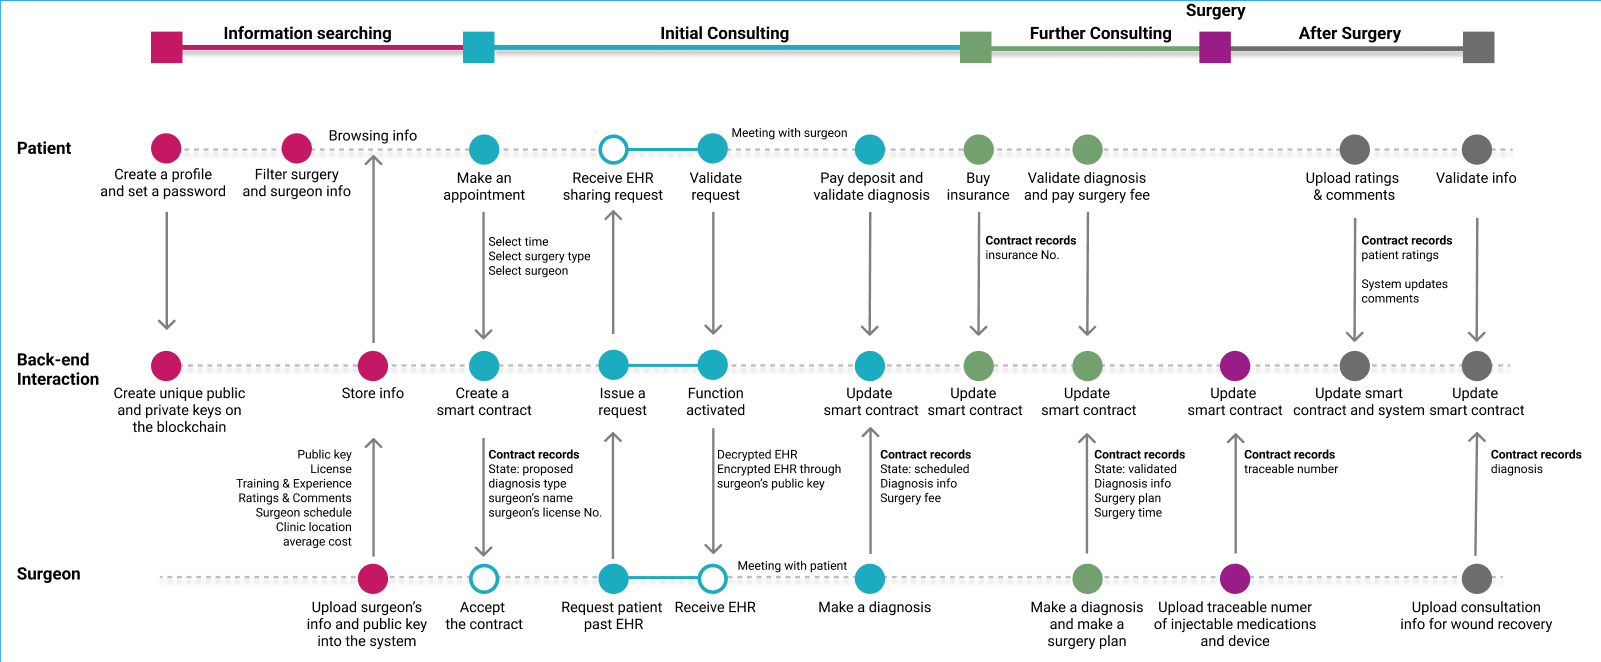 Surgery
Information searching
Initial Consulting
Further Consulting
After Surgery
Patient
Browsing info
Meeting with surgeon
Create a profile
and set a password
Filter surgery
and surgeon info
Make an
appointment
Receive EHR
sharing request
Validate
request
Pay deposit and
validate diagnosis
Buy
insurance
Validate diagnosis
and pay surgery fee
Upload ratings
& comments
Validate info
Select time
Select surgery type
Select surgeon
Contract records
insurance No.
Contract records
patient ratings
System updates
comments
Back-end
Interaction
Create unique public
and private keys on
the blockchain
Store info
Create a
smart contract
Issue a
request
Function
activated
Update
smart contract
Update
smart contract
Update
smart contract
Update
smart contract
Update smart
contract and system
Update
smart contract
Public key
License
Training & Experience
Ratings & Comments
Surgeon schedule
Clinic location
average cost
Contract records
State: proposed
diagnosis type
surgeon's name
surgeon's license No.
Decrypted EHR
Encrypted EHR through
surgeon's public key
Contract records
State: scheduled
Diagnosis info
Surgery fee
Contract records
State: validated
Diagnosis info
Surgery plan
Surgery time
Contract records
traceable number
Contract records
diagnosis
Surgeon
Meeting with patient
Upload surgeon's
info and public key
into the system
Accept
the contract
Request patient
past EHR
Receive EHR
Make a diagnosis
Make a diagnosis
and make a
surgery plan
Upload traceable numer
of injectable medications
and device
Upload consultation
info for wound recovery